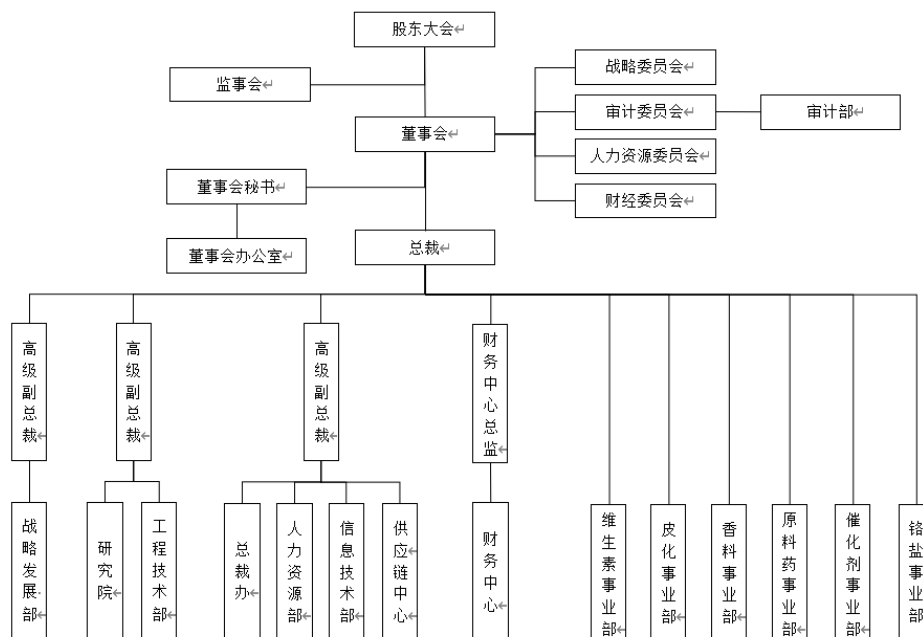 股东大会
监事会
战略委员会
审计委员会
审计部
董事会
人力资源委员会
董事会秘书
财经委员会
董事会办公室
总裁
高级副总裁
高级副总裁
高级副总裁
财务中心总监
战略发展部
研究院
工程技术部
总裁办
人力资源部
信息技术部
供应链中心
财务中心
维生素事业部
皮化事业部
香料事业部
原料药事业部
催化剂事业部
铬盐事业部